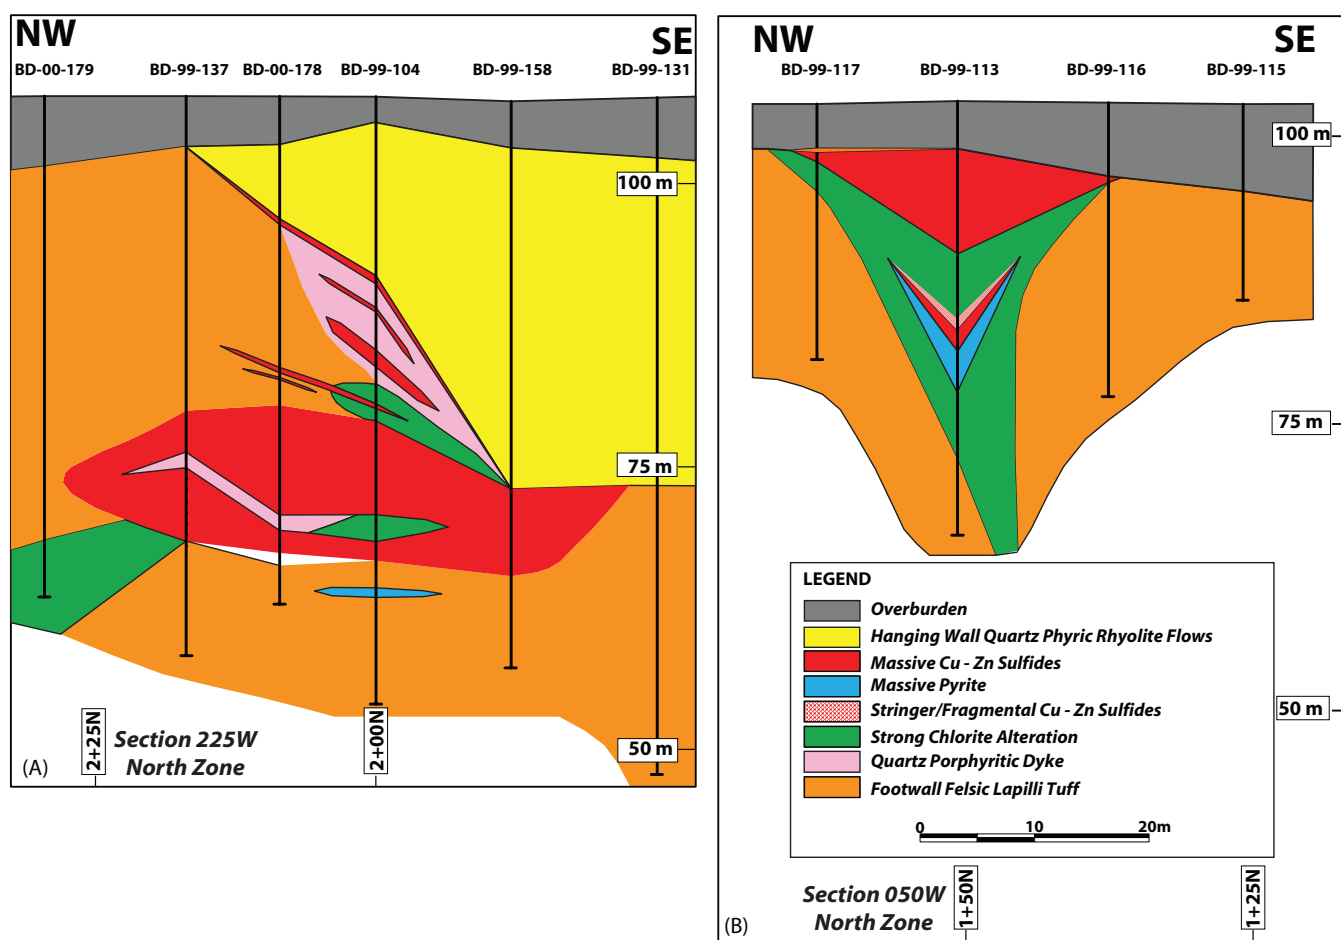 NW
SE
BD-00-179
BD-99-137
BD-00-178
BD-99-104
BD-99-158
BD-99-131
100 m
75 m
50 m
2+25N
2+00N
Section 225W
North Zone
(A)
NW
SE
BD-99-117
BD-99-113
BD-99-116
BD-99-115
100 m
75 m
50 m
LEGEND
Overburden
Hanging Wall Quartz Phyric Rhyolite Flows
Massive Cu - Zn Sulfides
Massive Pyrite
Stringer/Fragmental Cu - Zn Sulfides
Strong Chlorite Alteration
Quartz Porphyritic Dyke
Footwall Felsic Lapilli Tuff
0 10 20m
Section 050W
North Zone
1+50N
1+25N
(B)